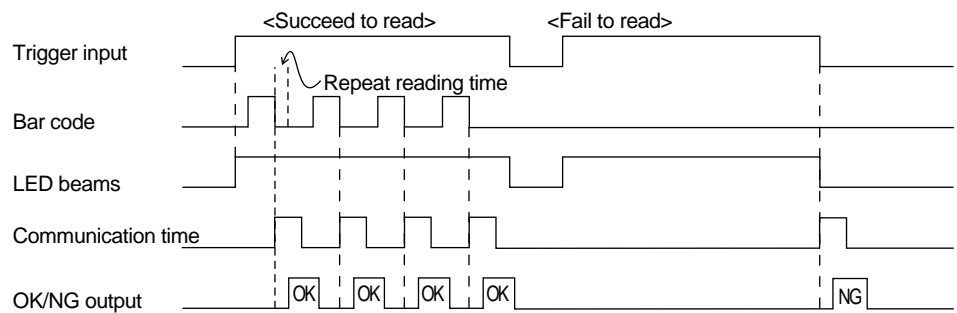 <Succeed to read> <Fail to read>
Trigger input
Repeat reading time
Bar code
LED beams
Communication time
OK/NG output OK OK OK OK NG